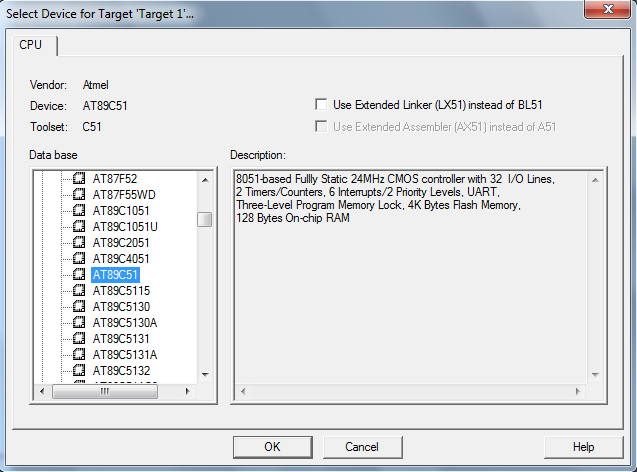 Select Device for Target 'Target 1'...
CPU
Vendor: Atmel
Device: AT89C51
Toolset: C51
Use Extended Linker (LX51) instead of BL51
Use Extended Assembler (AX51) instead of A51
Data base
AT87F52
AT87F55WD
AT89C1051
AT89C1051U
AT89C2051
AT89C4051
AT89C51
AT89C5115
AT89C5130
AT89C5130A
AT89C5131
AT89C5131A
AT89C5132
Description:
8051-based Fullly Static 24MHz CMOS controller with 32 I/O Lines,
2 Timers/Counters, 6 Interrupts/2 Priority Levels, UART,
Three-Level Program Memory Lock, 4K Bytes Flash Memory,
128 Bytes On-chip RAM
OK
Cancel
Help